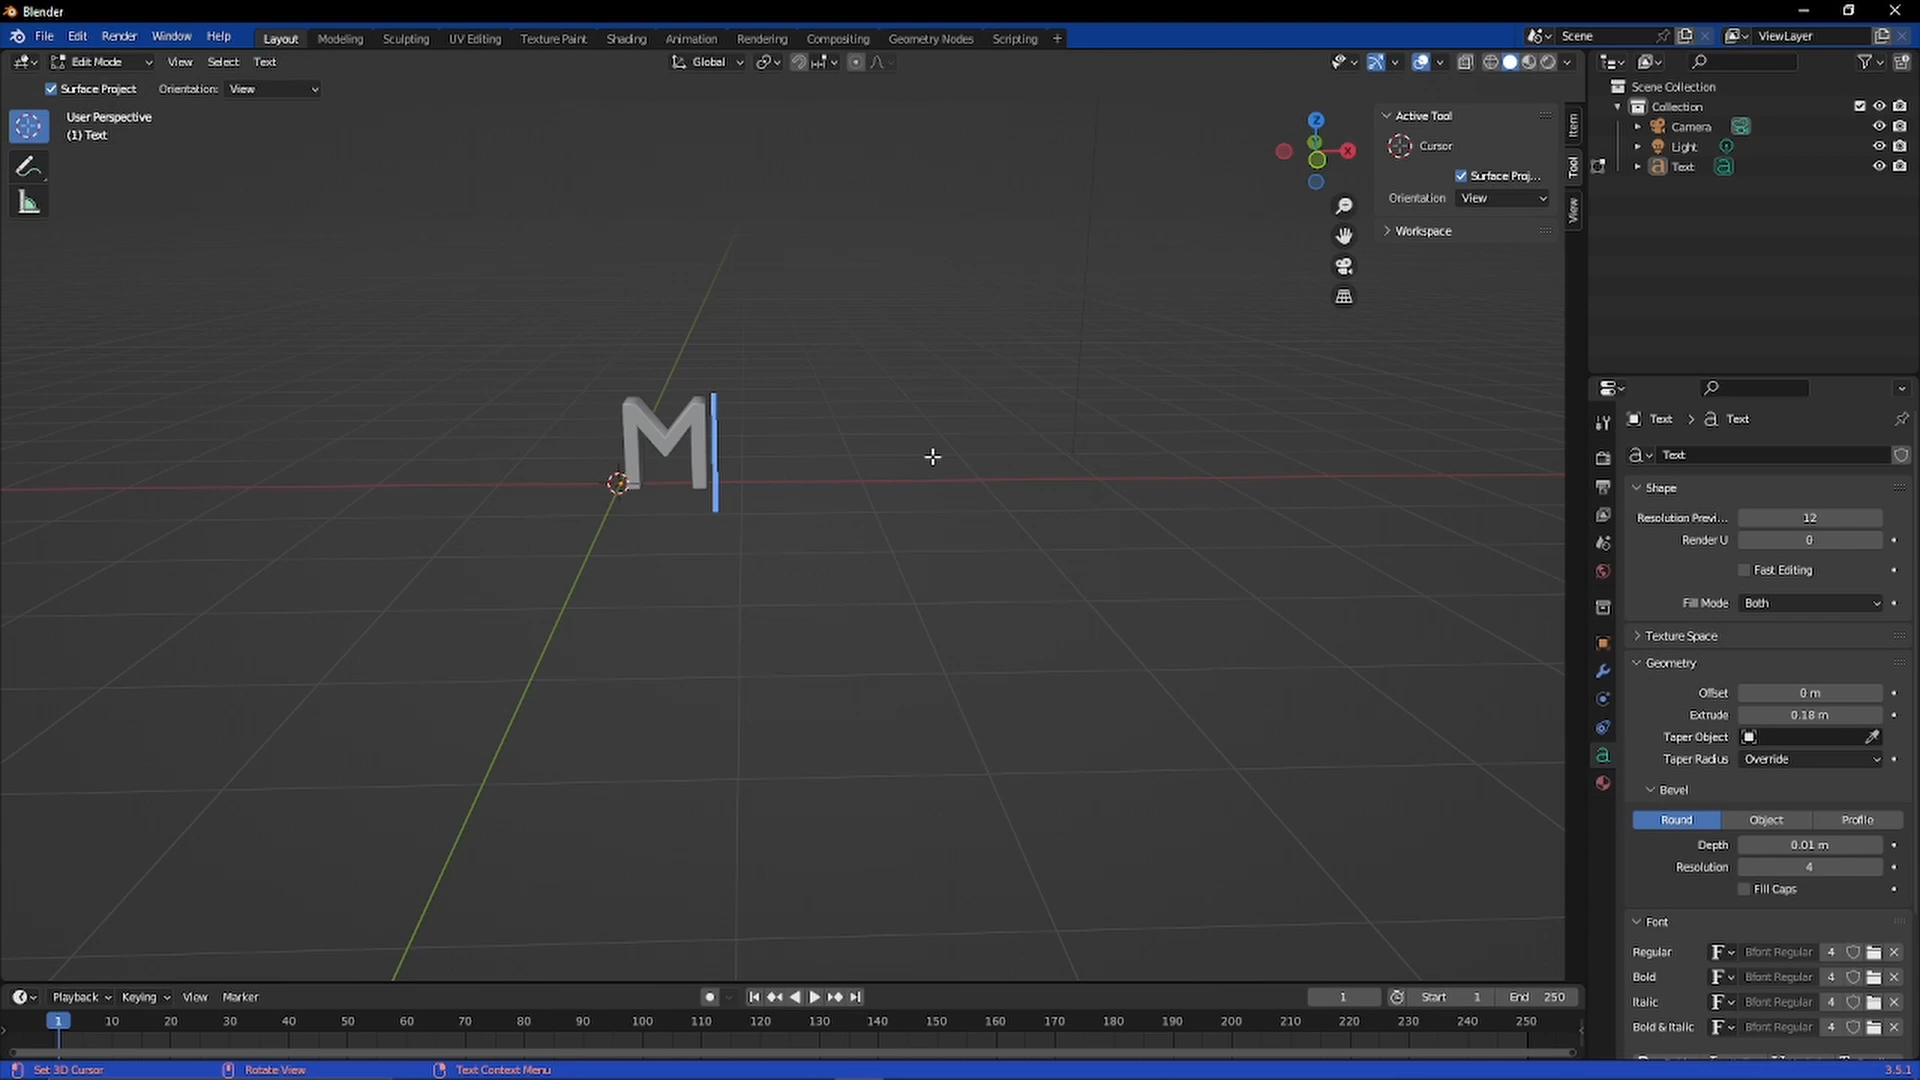 Blender
File Edit Render Window Help Layout Modeling Sculpting UV Editing Texture Paint Shading Animation Rendering Compositing Geometry Nodes Scripting + Scene ViewLayer
Edit Mode View Select Text Global
Surface Project Orientation: View
User Perspective
(1) Text
M
Z
X
Active Tool
Cursor
Surface Proj...
Orientation View
Workspace
Item
Tool
View
Scene Collection
Collection
Camera
Light
Text
Text > Text
Text
Shape
Resolution Previ... 12
Render U 0
Fast Editing
Fill Mode Both
Texture Space
Geometry
Offset 0 m
Extrude 0.18 m
Taper Object
Taper Radius Override
Bevel
Round Object Profile
Depth 0.01 m
Resolution 4
Fill Caps
Font
Regular Bfont Regular 4
Bold Bfont Regular 4
Italic Bfont Regular 4
Bold & Italic Bfont Regular 4
Playback Keying View Marker 1 Start 1 End 250
1 10 20 30 40 50 60 70 80 90 100 110 120 130 140 150 160 170 180 190 200 210 220 230 240 250
Set 3D Cursor Rotate View Text Context Menu 3.5.1